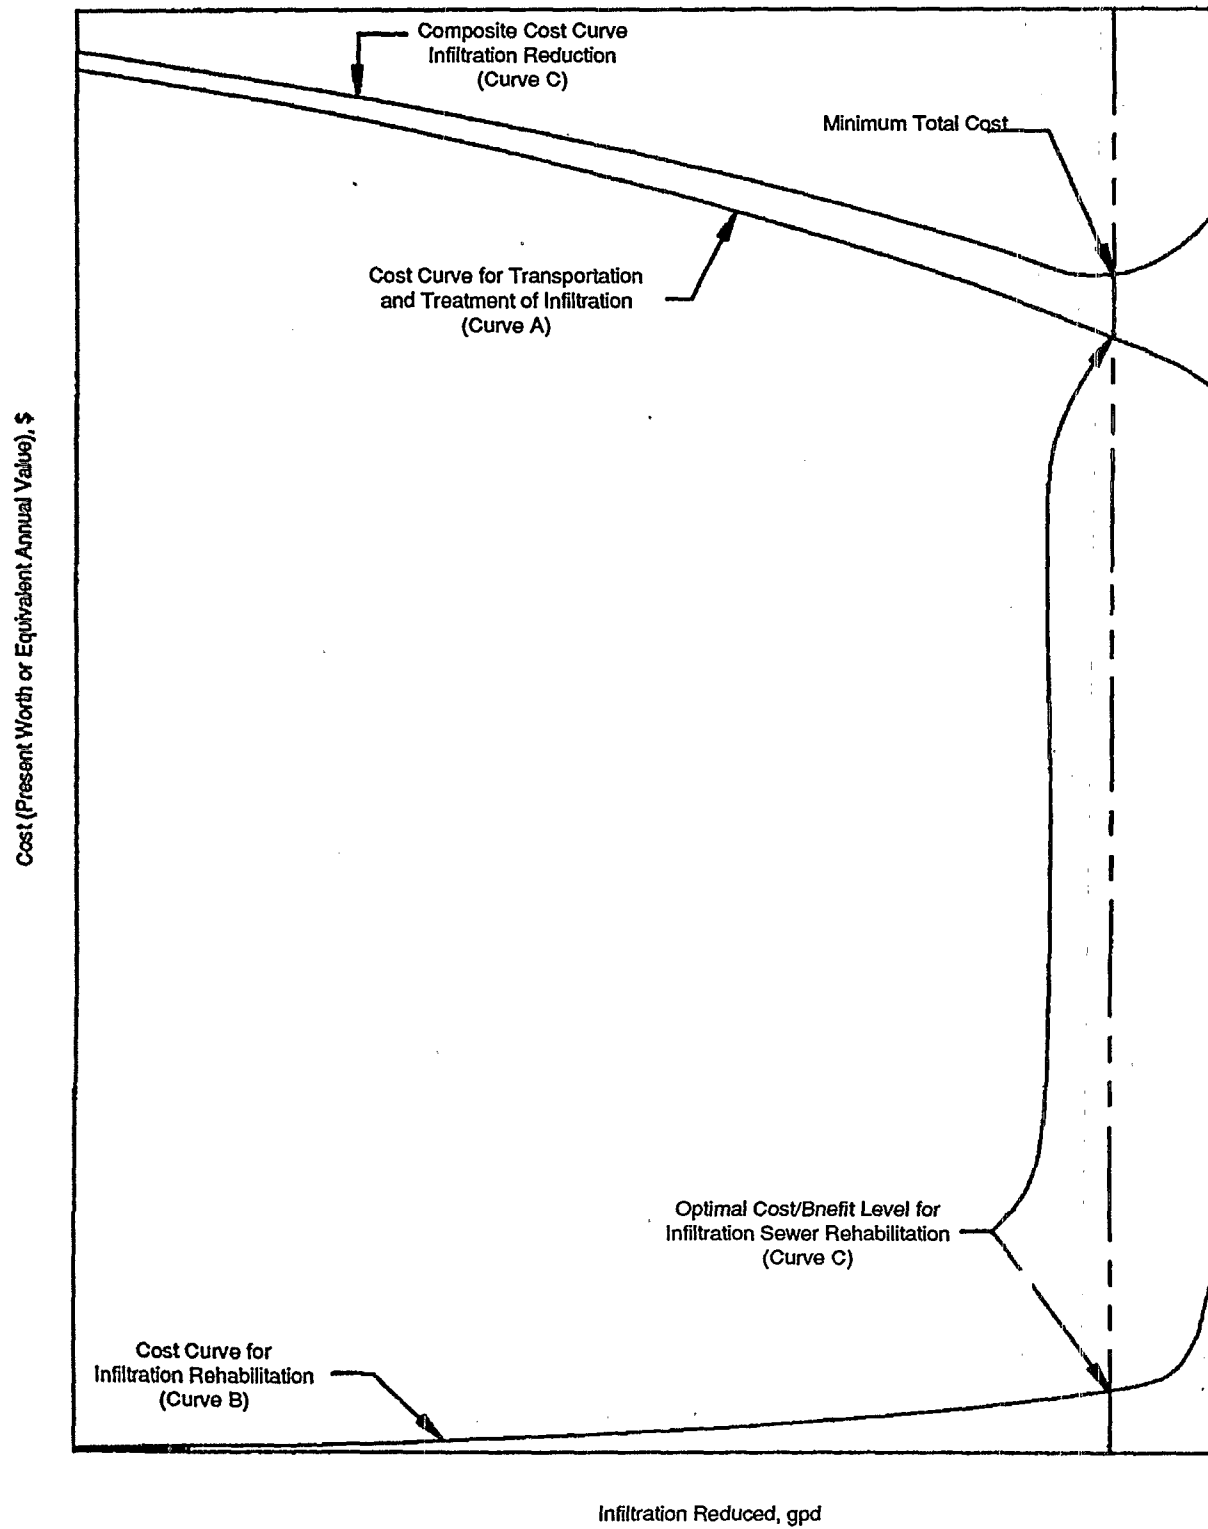 Composite Cost Curve
Infiltration Reduction
(Curve C)
Minimum Total Cost
Cost Curve for Transportation
and Treatment of Infiltration
(Curve A)
Cost (Present Worth or Equivalent Annual Value), $
Optimal Cost/Bnefit Level for
Infiltration Sewer Rehabilitation
(Curve C)
Cost Curve for
Infiltration Rehabilitation
(Curve B)
Infiltration Reduced, gpd